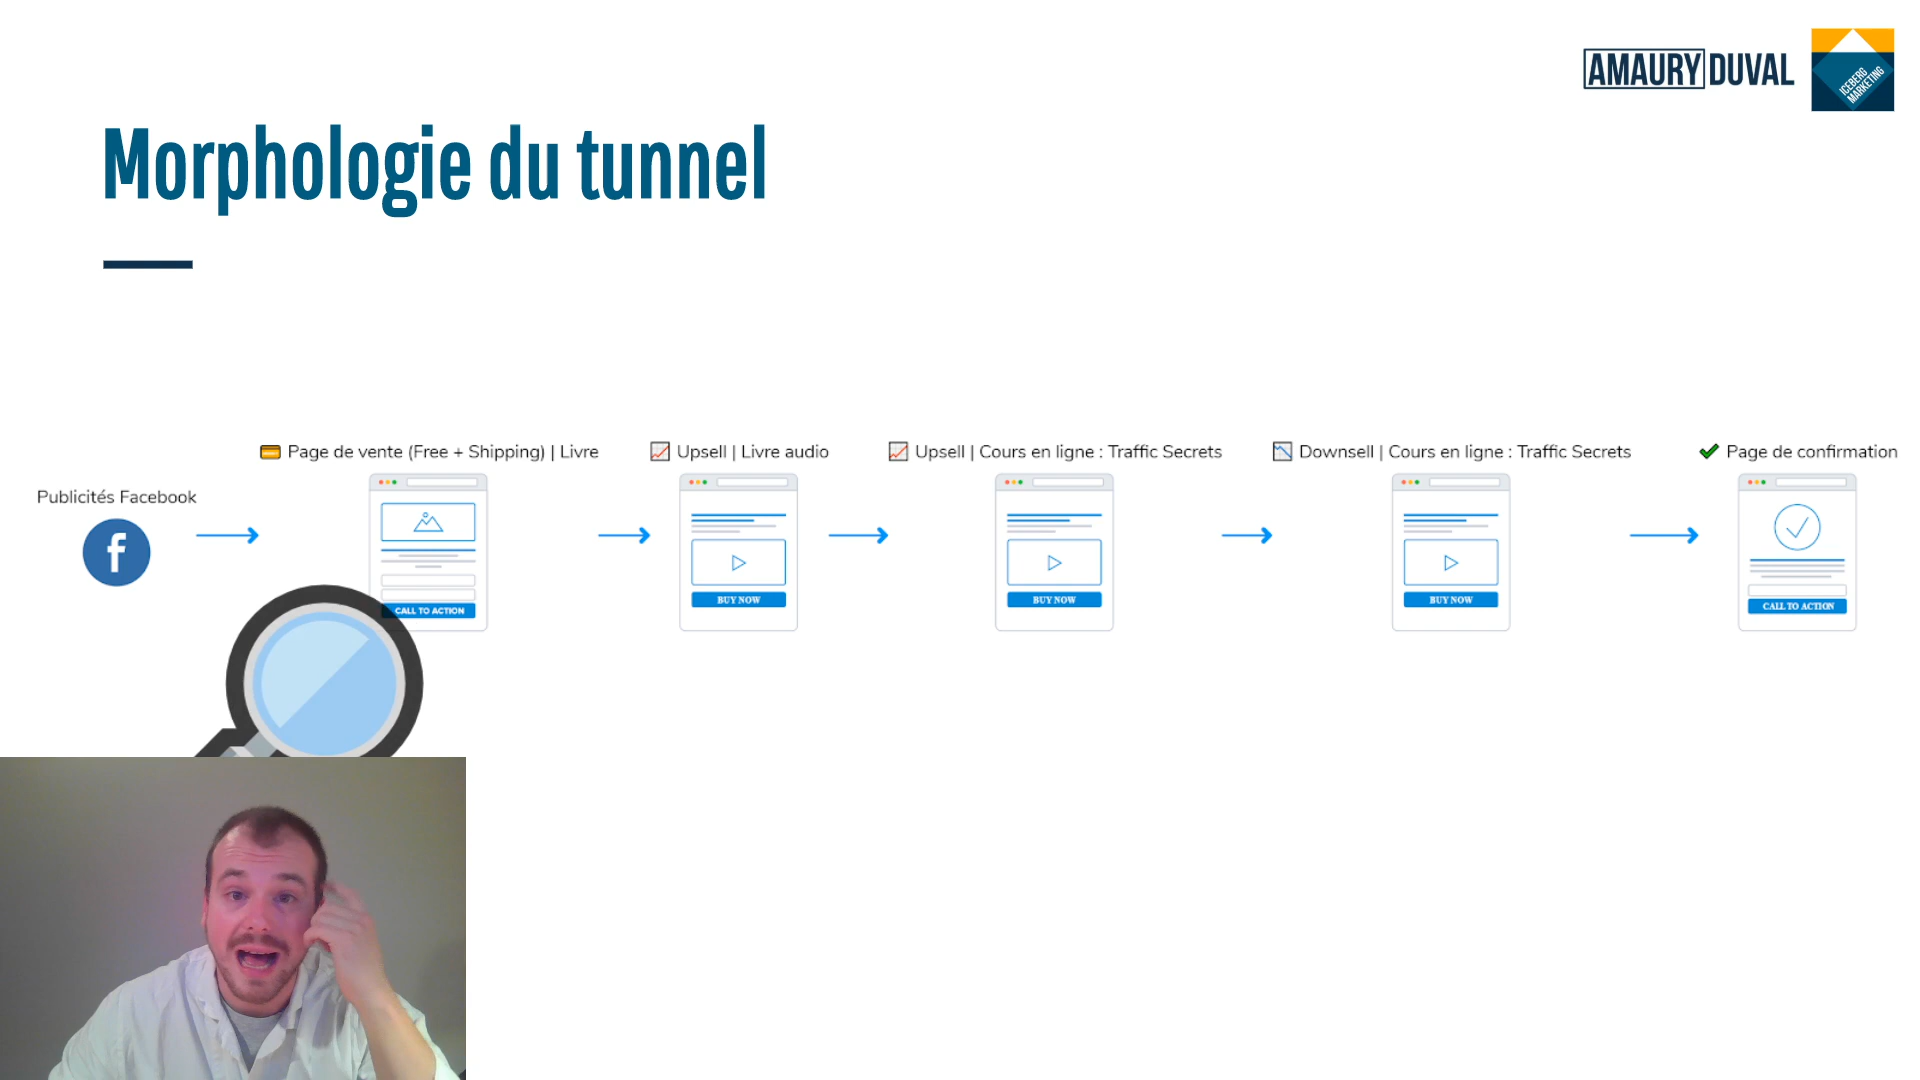 AMAURY DUVAL
ICEBERG
MARKETING
Morphologie du tunnel
Publicités Facebook
f
Page de vente (Free + Shipping) | Livre
CALL TO ACTION
Upsell | Livre audio
BUY NOW
Upsell | Cours en ligne : Traffic Secrets
BUY NOW
Downsell | Cours en ligne : Traffic Secrets
BUY NOW
Page de confirmation
CALL TO ACTION